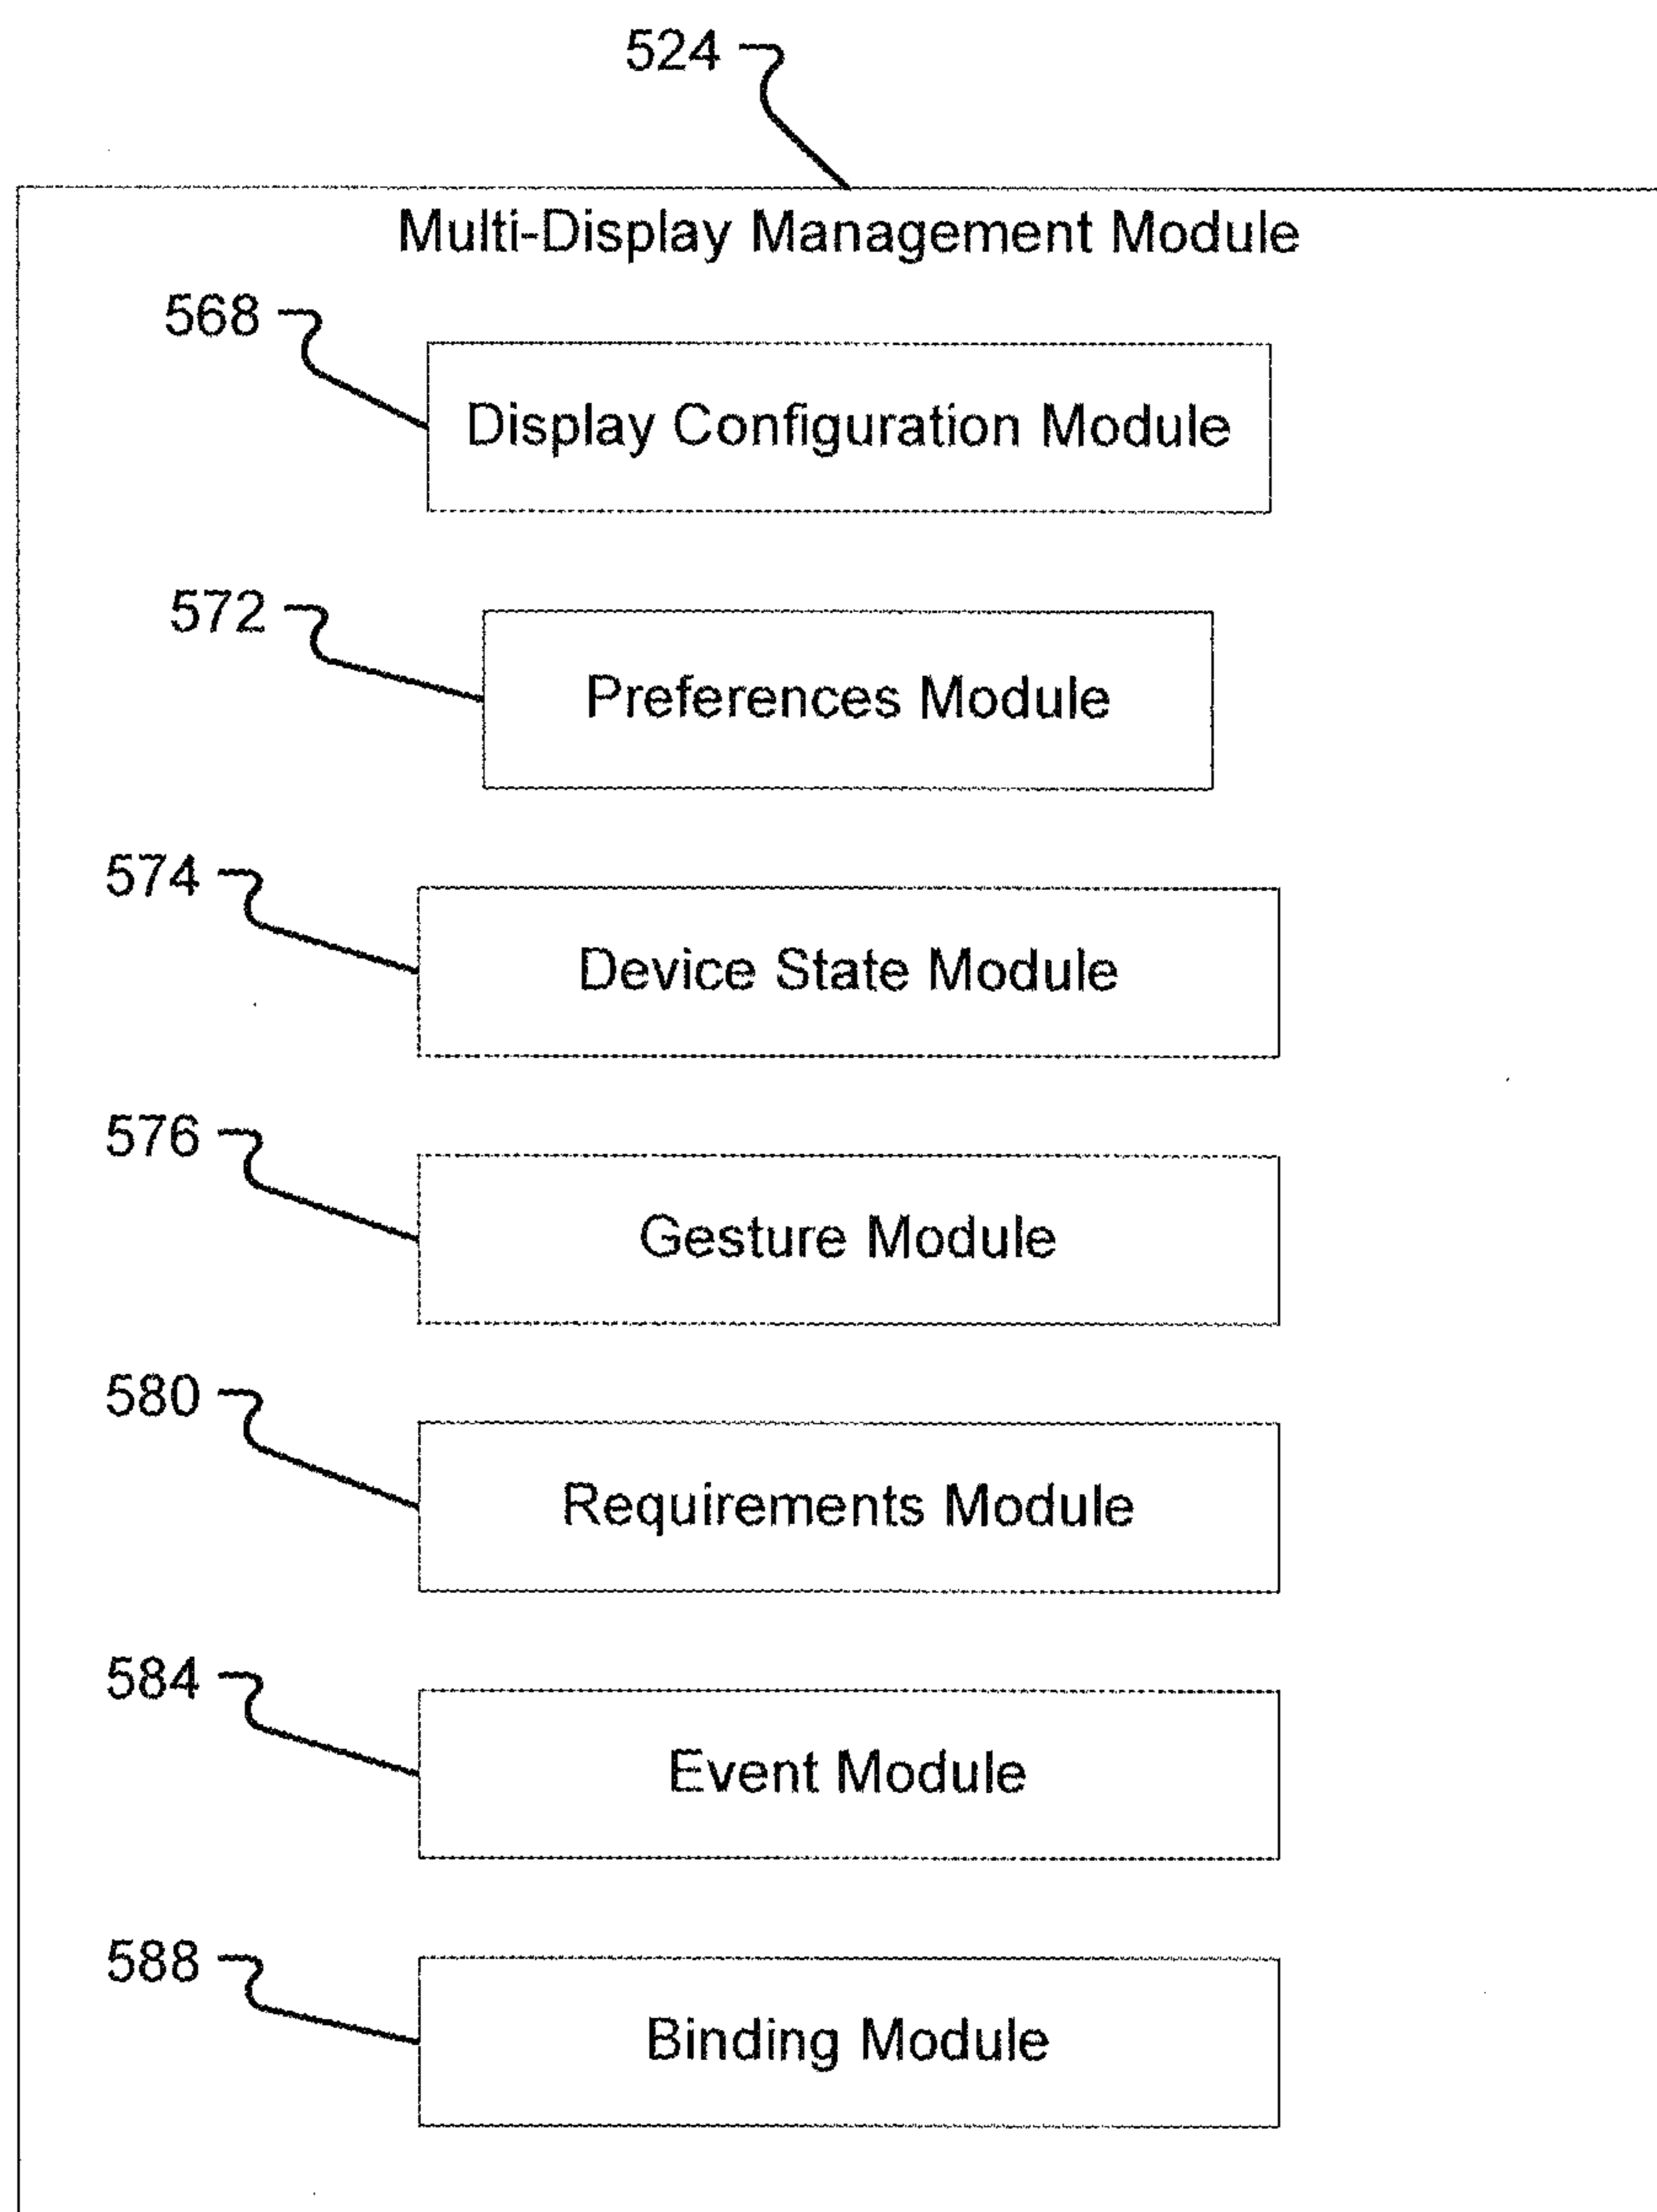 524
Multi-Display Management Module
568
Display Configuration Module
572
Preferences Module
574
Device State Module
576
Gesture Module
580
Requirements Module
584
Event Module
588
Binding Module